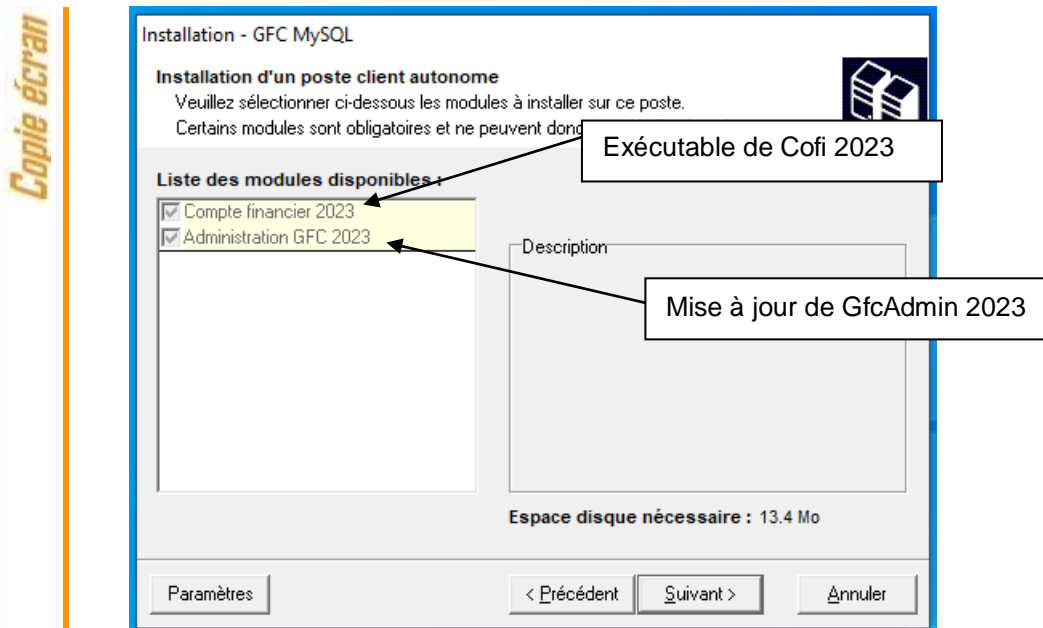 Copie écran
Installation - GFC MySQL
Installation d'un poste client autonome
Veuillez sélectionner ci-dessous les modules à installer sur ce poste.
Certains modules sont obligatoires et ne peuvent donc
Exécutable de Cofi 2023
Liste des modules disponibles :
Compte financier 2023
Administration GFC 2023
Description
Mise à jour de GfcAdmin 2023
Espace disque nécessaire : 13.4 Mo
Paramètres
< Précédent
Suivant >
Annuler